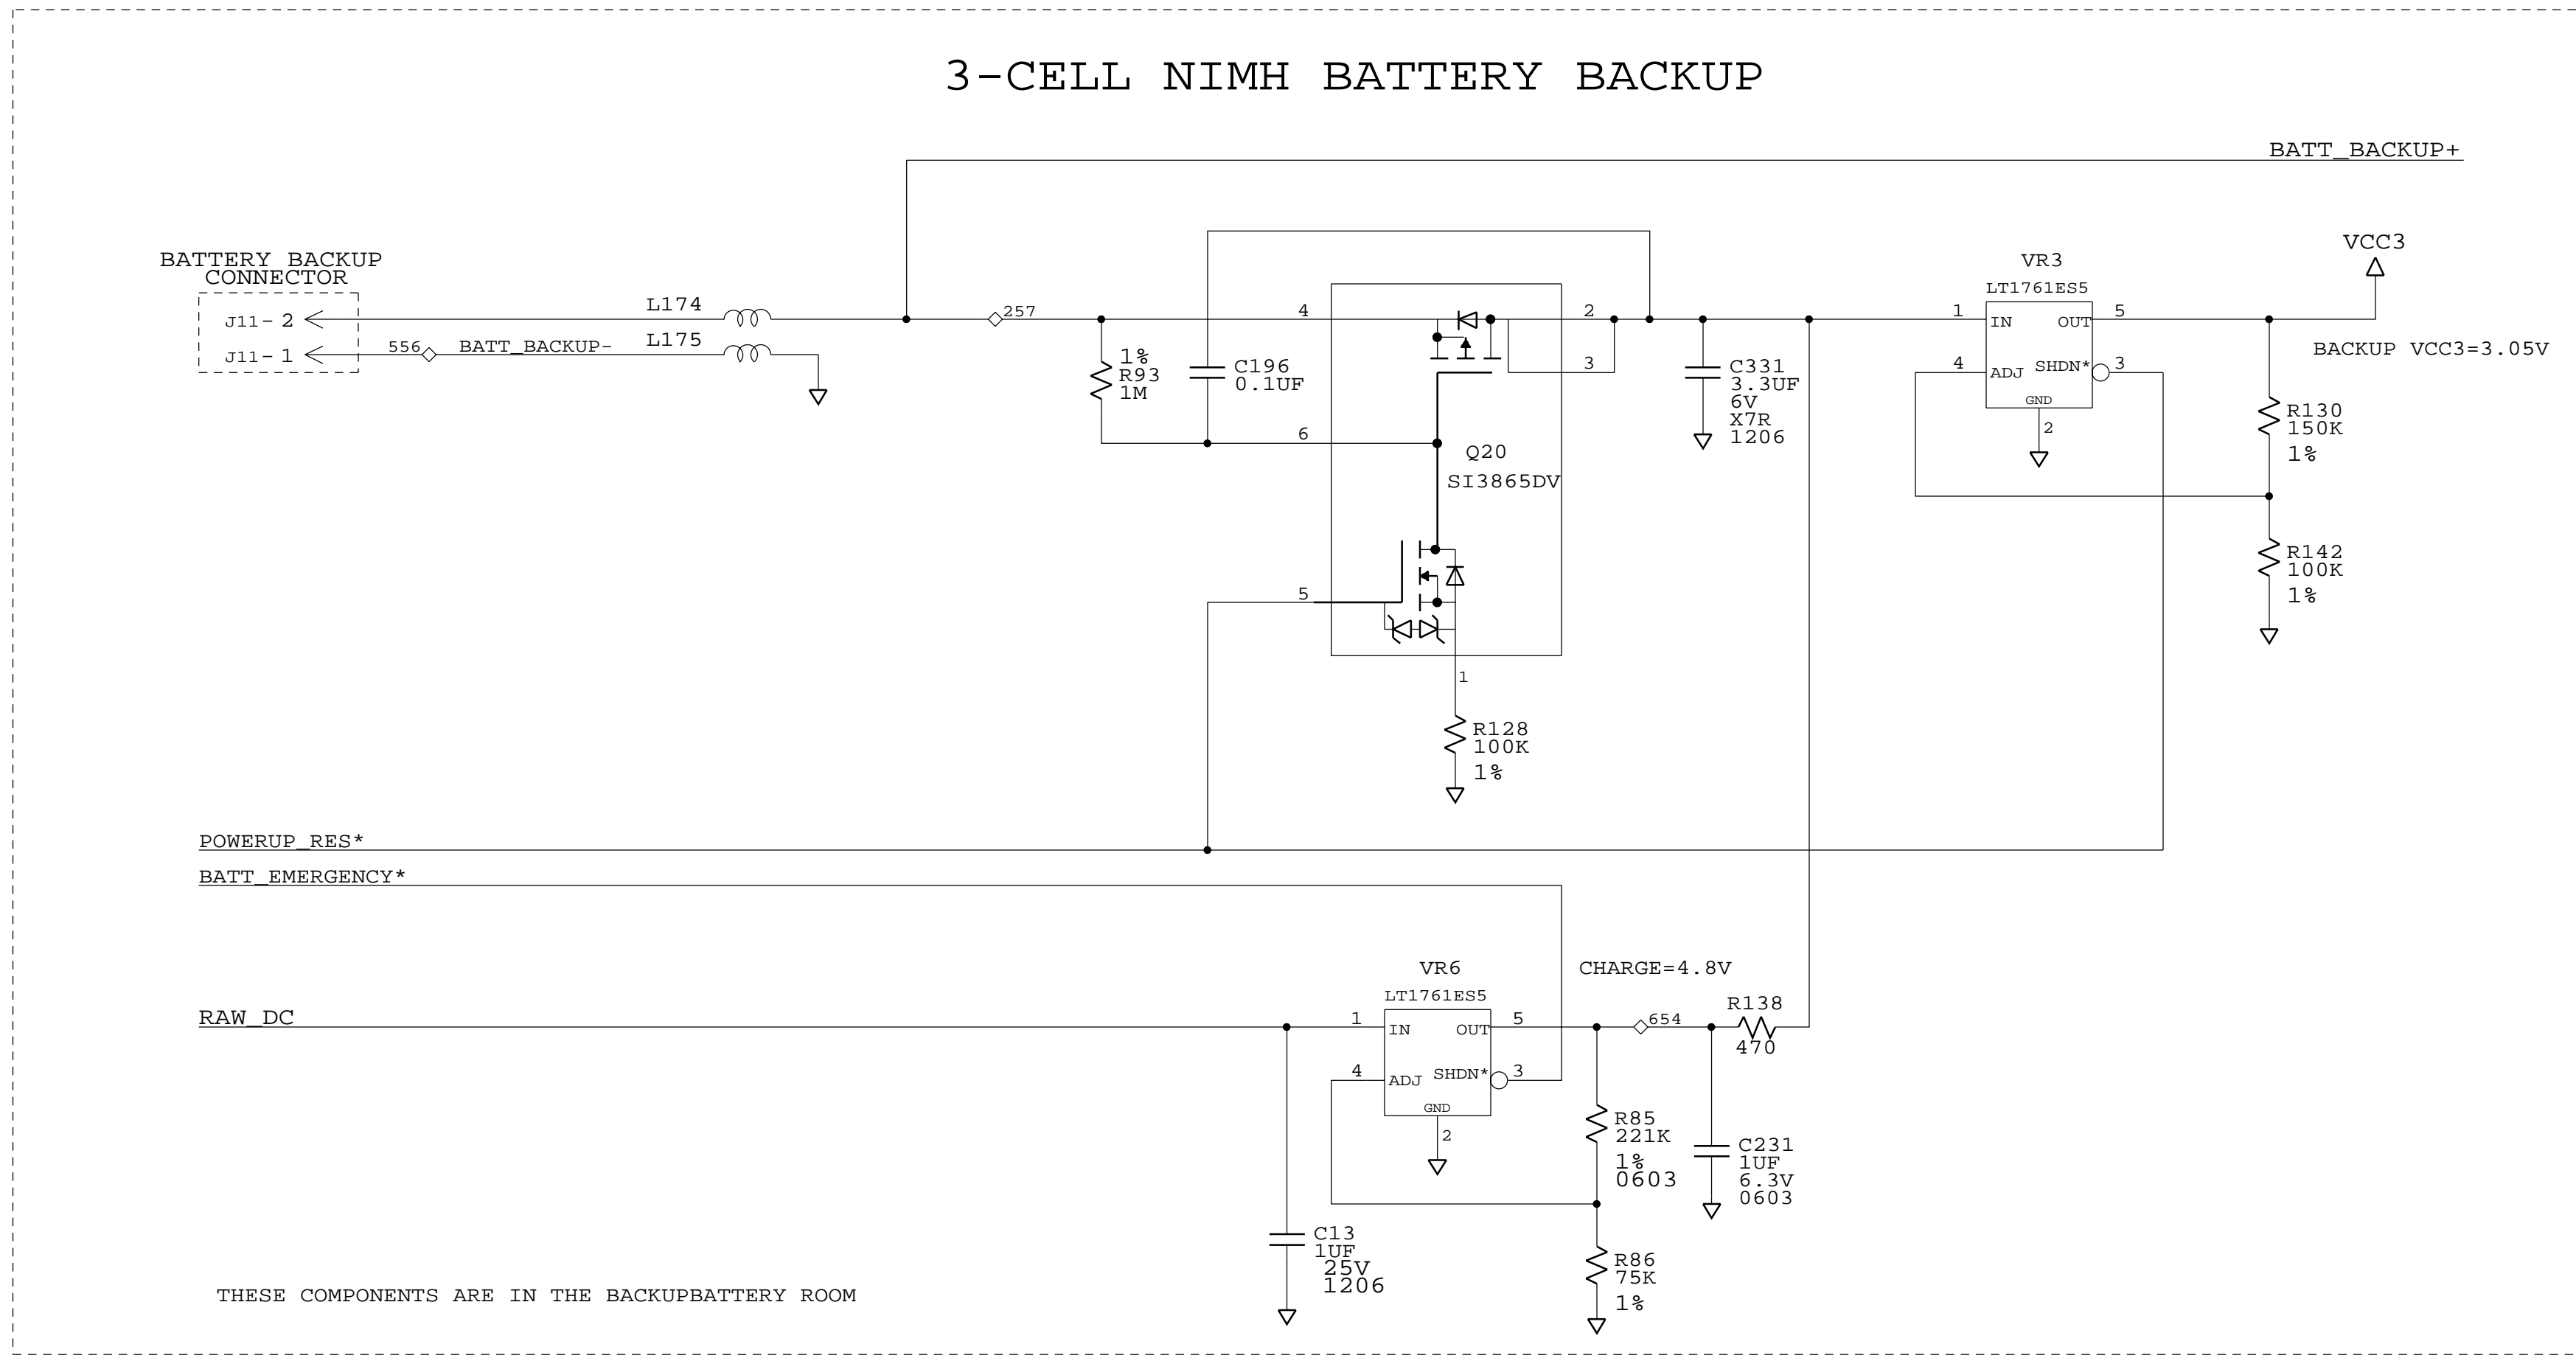 3-CELL NIMH BATTERY BACKUP
BATT_BACKUP+
BATTERY BACKUP
CONNECTOR
J11- 2
J11- 1
556
BATT_BACKUP-
L174
L175
257
1%
R93
1M
C196
0.1UF
4
6
5
2
3
1
Q20
SI3865DV
R128
100K
1%
C331
3.3UF
6V
X7R
1206
VR3
LT1761ES5
1
IN
OUT
5
4
ADJ
SHDN*
3
GND
2
VCC3
BACKUP VCC3=3.05V
R130
150K
1%
R142
100K
1%
POWERUP_RES*
BATT_EMERGENCY*
RAW_DC
VR6
LT1761ES5
1
IN
OUT
5
4
ADJ
SHDN*
3
GND
2
CHARGE=4.8V
654
R138
470
R85
221K
1%
0603
C231
1UF
6.3V
0603
C13
1UF
25V
1206
R86
75K
1%
THESE COMPONENTS ARE IN THE BACKUPBATTERY ROOM